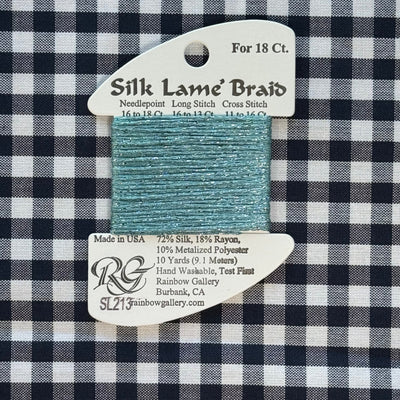 For 18 Ct.
Silk Lamé Braid
Needlepoint Long Stitch Cross Stitch
16 to 18 Ct. 16 to 13 Ct. 11 to 16 Ct.
Made in USA 72% Silk, 18% Rayon,
10% Metalized Polyester
10 Yards (9.1 Meters)
RG Hand Washable, Test First
Rainbow Gallery
Burbank, CA
SL213 rainbowgallery.com